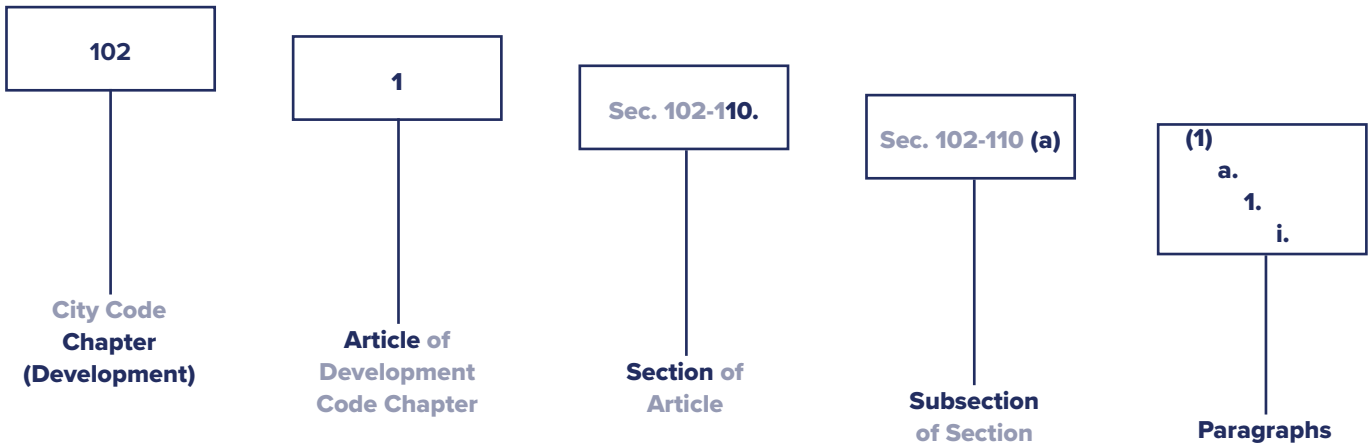 102
1
Sec. 102-110.
Sec. 102-110 (a)
(1)
a.
1.
i.
City Code
Chapter
(Development)
Article of
Development
Code Chapter
Section of
Article
Subsection
of Section
Paragraphs